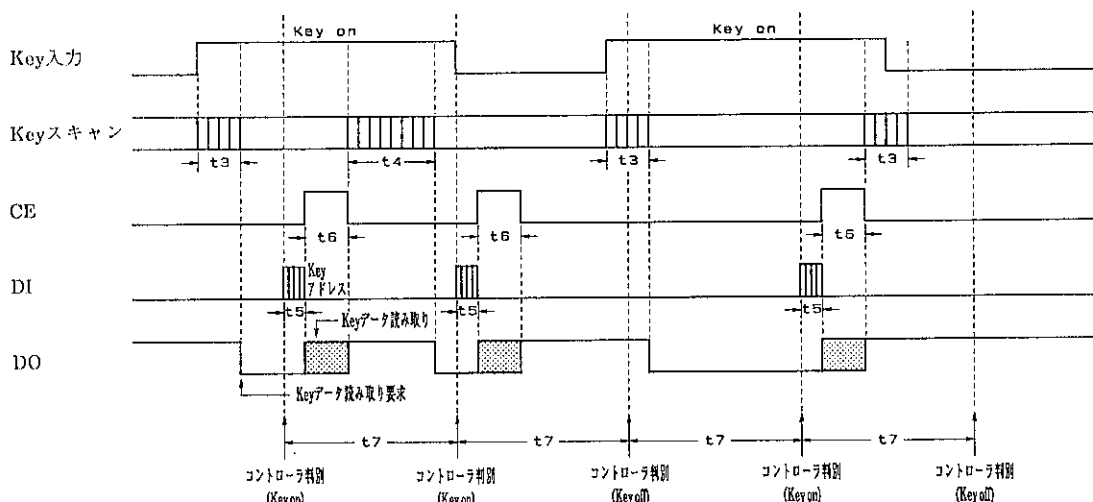 Key on
Key on
Key入力
Keyスキャン
t3
t4
t3
t3
CE
t6
t6
t6
DI
Key
アドレス
t5
t5
t5
Keyデータ読み取り
DO
Keyデータ読み取り要求
t7
t7
t7
t7
コントローラ判別
(Key on)
コントローラ判別
(Key on)
コントローラ判別
(Key off)
コントローラ判別
(Key on)
コントローラ判別
(Key off)